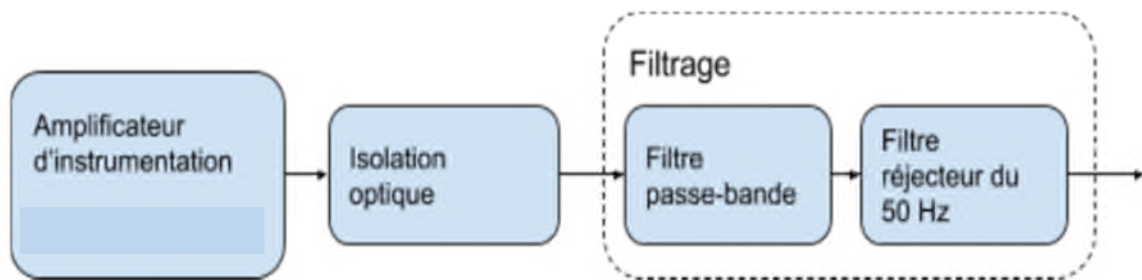 Filtrage
Amplificateur
d'instrumentation
Isolation
optique
Filtre
passe-bande
Filtre
réjecteur du
50 Hz